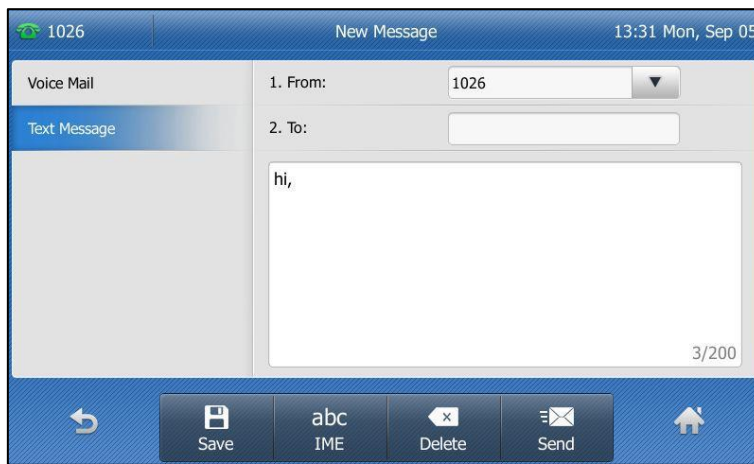 1026 New Message 13:31 Mon, Sep 05
Voice Mail 1. From: 1026
Text Message 2. To:
hi,
3/200
abc
Save IME Delete Send